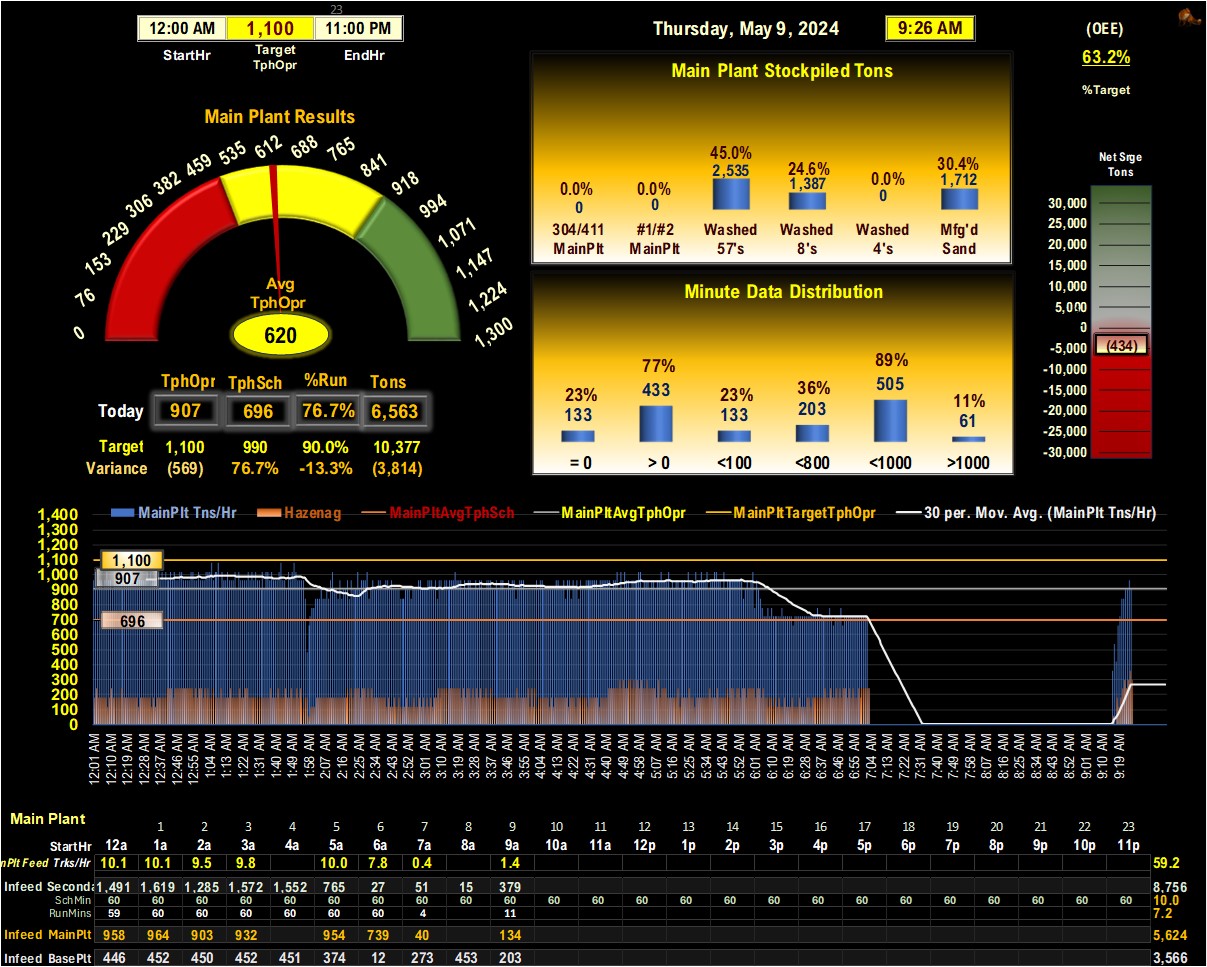 23
12:00 AM 1,100 11:00 PM
StartHr Target TphOpr EndHr
Thursday, May 9, 2024 9:26 AM
(OEE)
63.2%
%Target
Main Plant Results
0 76 153 229 306 382 459 535 612 688 765 841 918 994 1,071 1,147 1,224 1,300
Avg
TphOpr
620
TphOpr TphSch %Run Tons
Today 907 696 76.7% 6,563
Target 1,100 990 90.0% 10,377
Variance (569) 76.7% -13.3% (3,814)
Main Plant Stockpiled Tons
0.0% 0.0% 45.0% 24.6% 0.0% 30.4%
0 0 2,535 1,387 0 1,712
304/411 #1/#2 Washed Washed Washed Mfg'd
MainPlt MainPlt 57's 8's 4's Sand
Minute Data Distribution
23% 77% 23% 36% 89% 11%
133 433 133 203 505 61
= 0 > 0 <100 <800 <1000 >1000
Net Srge
Tons
30,000
25,000
20,000
15,000
10,000
5,000
0
(434)
-5,000
-10,000
-15,000
-20,000
-25,000
-30,000
MainPlt Tns/Hr Hazenag MainPltAvgTphSch MainPltAvgTphOpr MainPltTargetTphOpr 30 per. Mov. Avg. (MainPlt Tns/Hr)
1,400
1,300
1,200
1,100
1,000
900
800
700
600
500
400
300
200
100
0
1,100
907
696
12:01 AM 12:10 AM 12:19 AM 12:28 AM 12:37 AM 12:46 AM 12:55 AM 1:04 AM 1:13 AM 1:22 AM 1:31 AM 1:40 AM 1:49 AM 1:58 AM 2:07 AM 2:16 AM 2:25 AM 2:34 AM 2:43 AM 2:52 AM 3:01 AM 3:10 AM 3:19 AM 3:28 AM 3:37 AM 3:46 AM 3:55 AM 4:04 AM 4:13 AM 4:22 AM 4:31 AM 4:40 AM 4:49 AM 4:58 AM 5:07 AM 5:16 AM 5:25 AM 5:34 AM 5:43 AM 5:52 AM 6:01 AM 6:10 AM 6:19 AM 6:28 AM 6:37 AM 6:46 AM 6:55 AM 7:04 AM 7:31 AM 7:40 AM 7:49 AM 7:58 AM 8:07 AM 8:16 AM 8:25 AM 8:34 AM 8:43 AM 8:52 AM 9:01 AM 9:10 AM 9:19 AM
Main Plant
1 2 3 4 5 6 7 8 9 10 11 12 13 14 15 16 17 18 19 20 21 22 23
StartHr 12a 1a 2a 3a 4a 5a 6a 7a 8a 9a 10a 11a 12p 1p 2p 3p 4p 5p 6p 7p 8p 9p 10p 11p
nPlt Feed Trks/Hr 10.1 10.1 9.5 9.8 10.0 7.8 0.4 1.4 59.2
Infeed Seconda 1,491 1,619 1,285 1,572 1,552 765 27 51 15 379 8,756
SchMin 60 60 60 60 60 60 60 60 60 60 60 60 60 60 60 60 60 60 60 60 60 60 60 60 10.0
RunMins 59 60 60 60 60 60 60 4 11 7.2
Infeed MainPlt 958 964 903 932 954 739 40 134 5,624
Infeed BasePlt 446 452 450 452 451 374 12 273 453 203 3,566